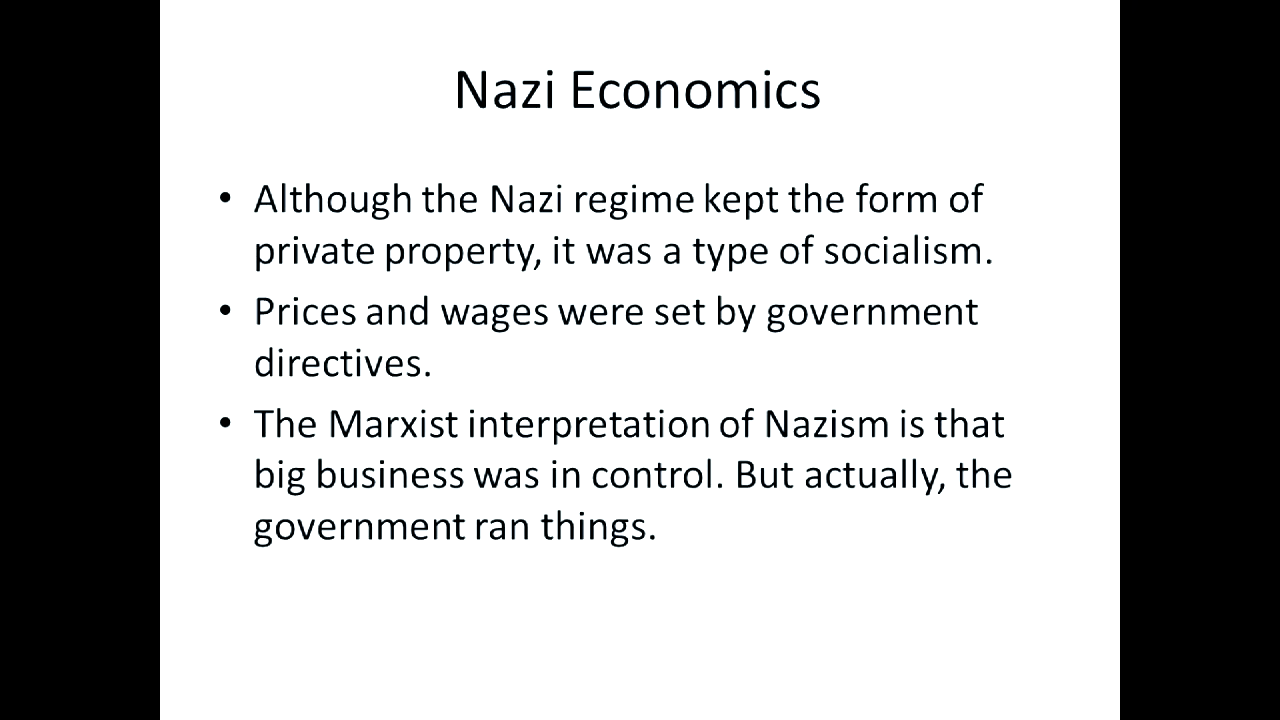 Nazi Economics
• Although the Nazi regime kept the form of
private property, it was a type of socialism.
• Prices and wages were set by government
directives.
• The Marxist interpretation of Nazism is that
big business was in control. But actually, the
government ran things.